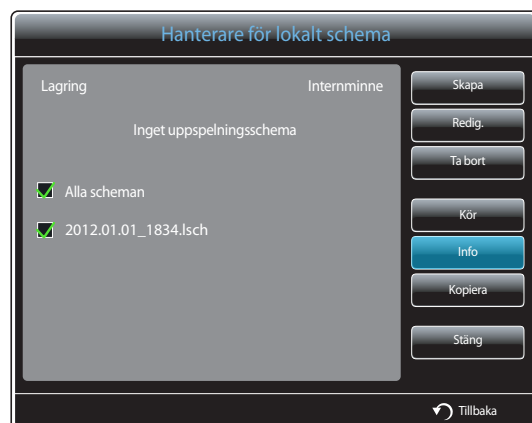 Hanterare för lokalt schema
Lagring Internminne
Inget uppspelningsschema
Alla scheman
2012.01.01_1834.lsch
Skapa
Redig.
Ta bort
Kör
Info
Kopiera
Stäng
Tillbaka